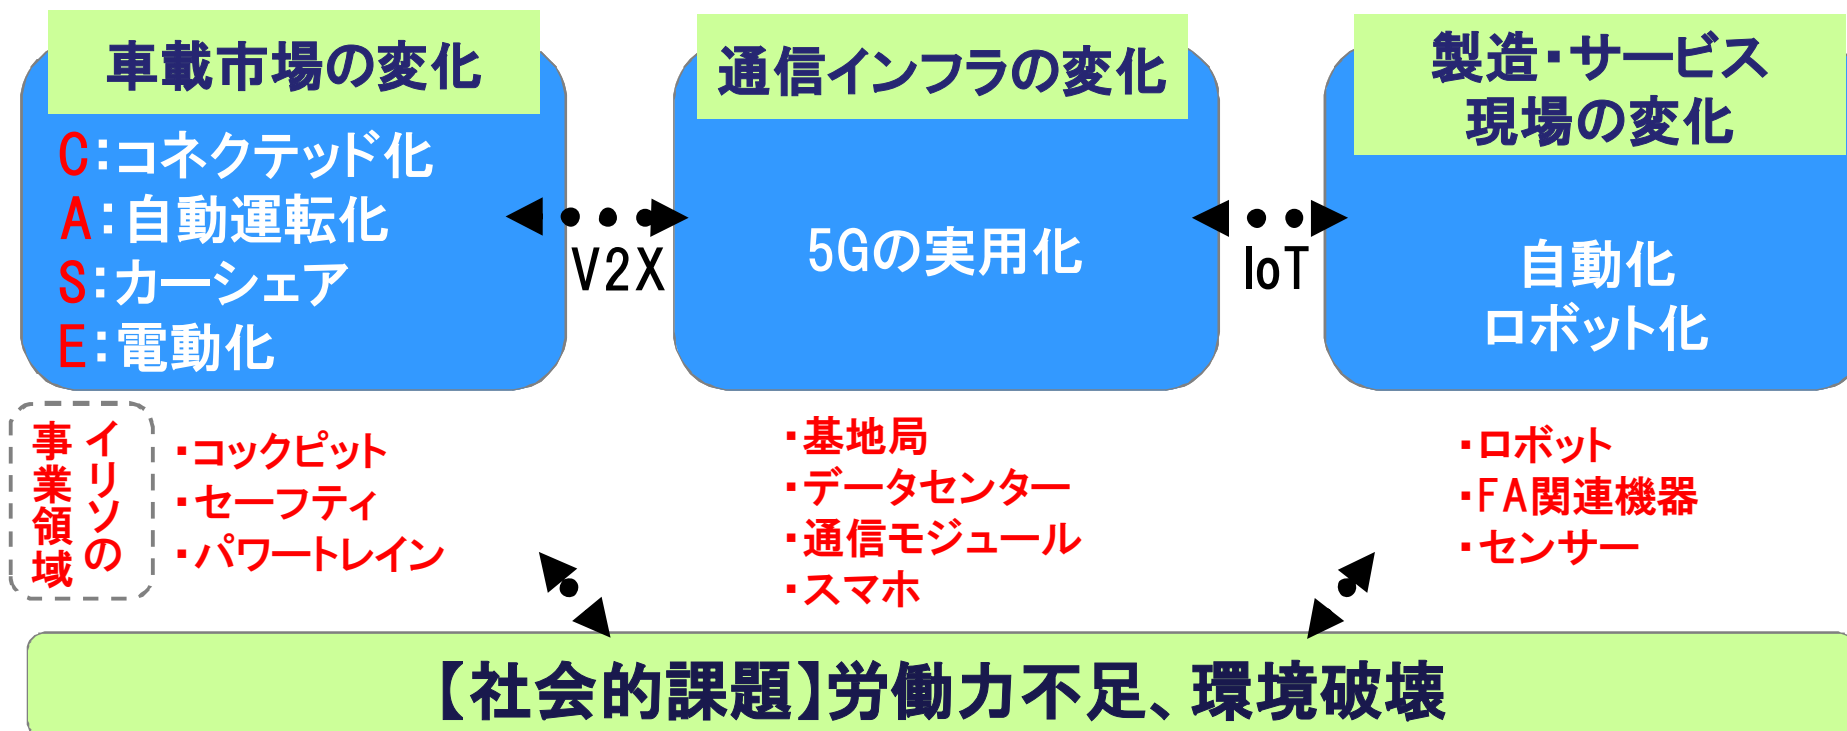 車載市場の変化
C:コネクテッド化
A:自動運転化
S:カーシェア
E:電動化
V2X
通信インフラの変化
5Gの実用化
IoT
製造・サービス
現場の変化
自動化
ロボット化
イリソの
事業領域
・コックピット
・セーフティ
・パワートレイン
・基地局
・データセンター
・通信モジュール
・スマホ
・ロボット
・FA関連機器
・センサー
【社会的課題】労働力不足、環境破壊